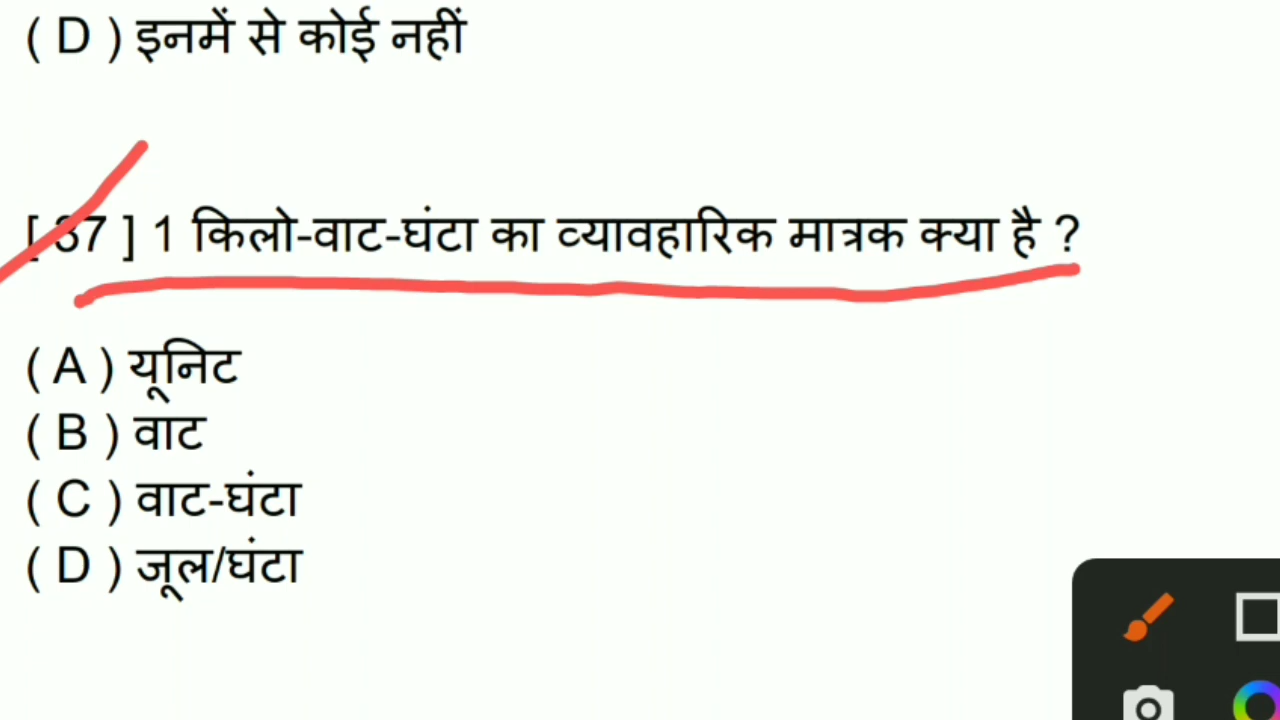 ( D ) इनमें से कोई नहीं
[ 37 ] 1 किलो-वाट-घंटा का व्यावहारिक मात्रक क्या है ?
( A ) यूनिट
( B ) वाट
( C ) वाट-घंटा
( D ) जूल/घंटा